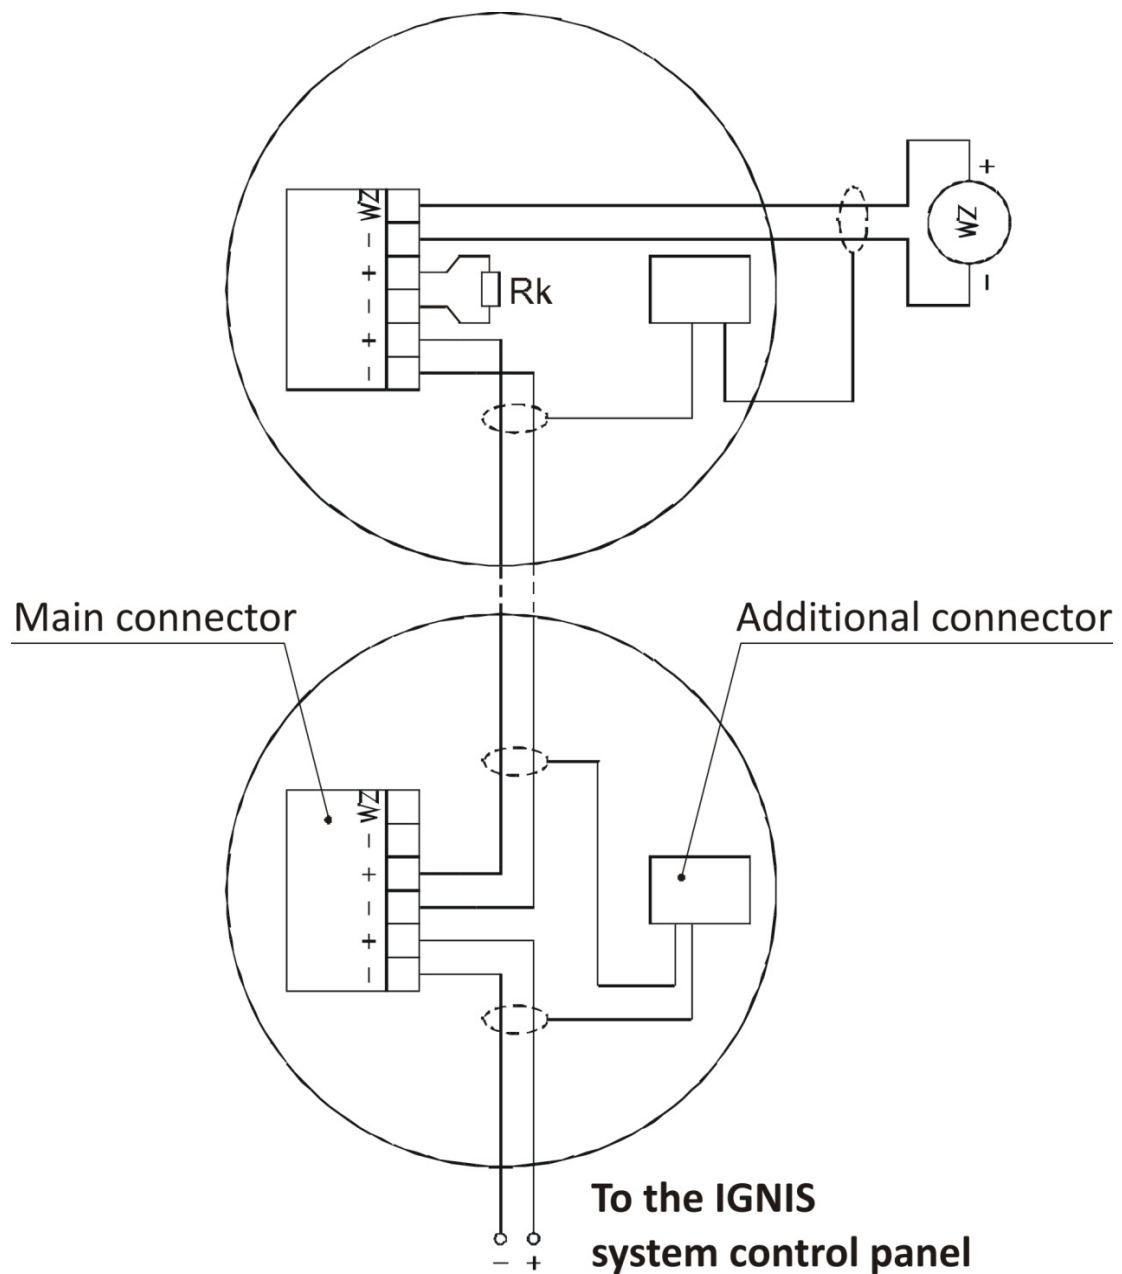 WZ
−
+
−
+
−
Rk
+
WZ
−
Main connector
Additional connector
WZ
−
+
−
+
−
To the IGNIS
system control panel
− +